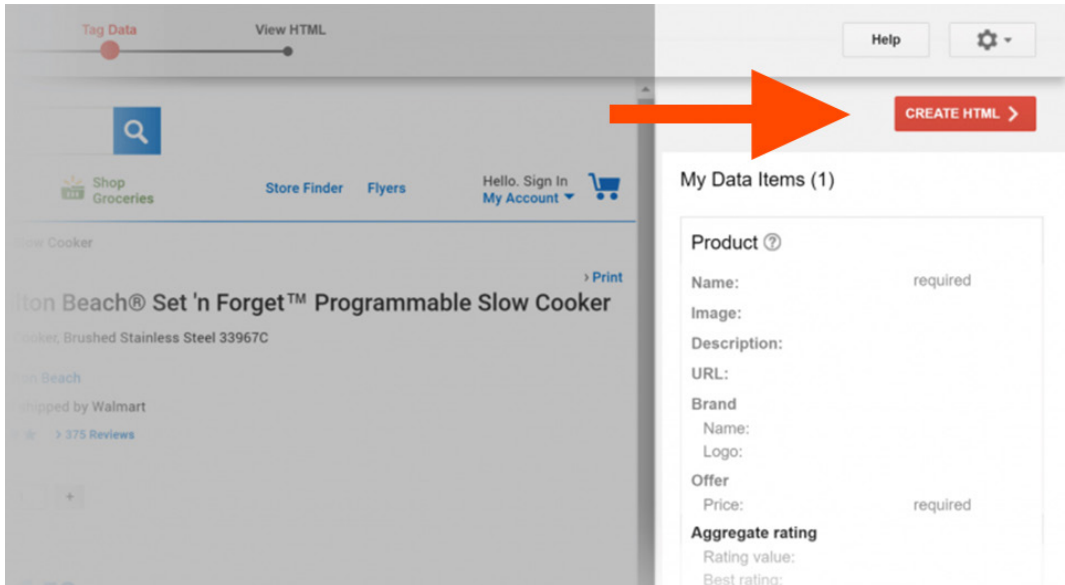 Tag Data
View HTML
Help
CREATE HTML
Shop
Groceries
Store Finder
Flyers
Hello. Sign In
My Account
My Data Items (1)
Slow Cooker
› Print
lton Beach® Set 'n Forget™ Programmable Slow Cooker
Cooker, Brushed Stainless Steel 33967C
ton Beach
shipped by Walmart
› 375 Reviews
+
Product ?
Name: required
Image:
Description:
URL:
Brand
Name:
Logo:
Offer
Price: required
Aggregate rating
Rating value:
Best rating: